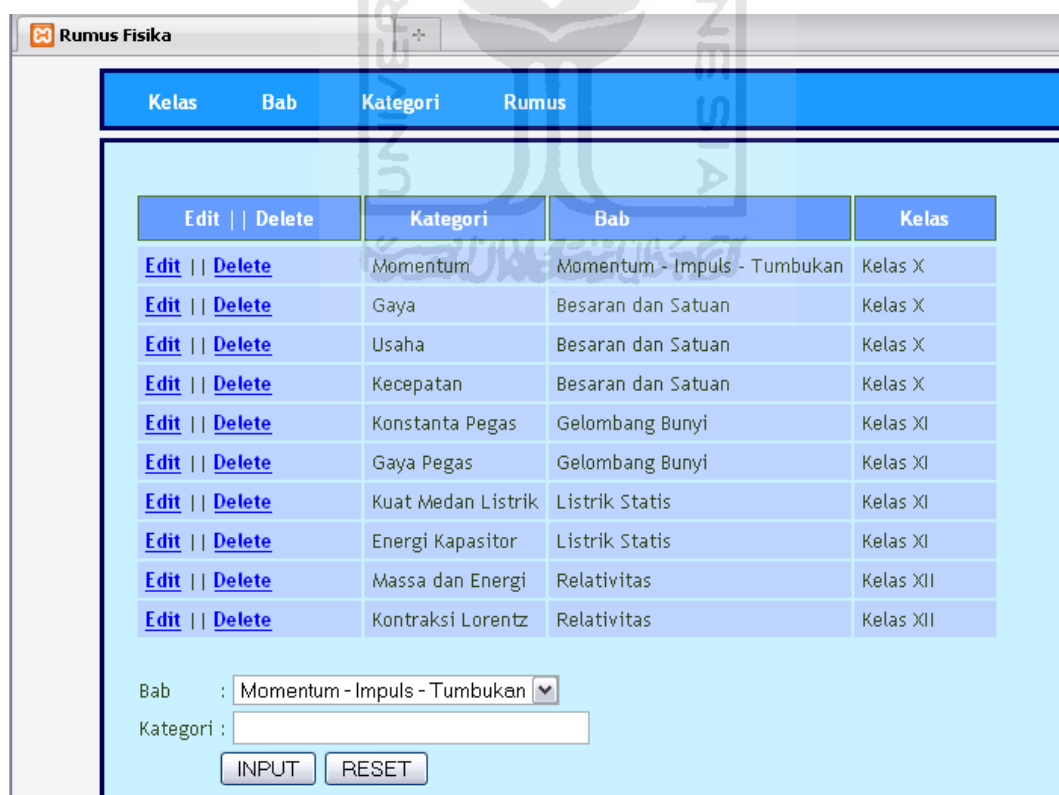 Rumus Fisika
Kelas Bab Kategori Rumus
Edit || Delete Kategori Bab Kelas
Edit || Delete Momentum Momentum - Impuls - Tumbukan Kelas X
Edit || Delete Gaya Besaran dan Satuan Kelas X
Edit || Delete Usaha Besaran dan Satuan Kelas X
Edit || Delete Kecepatan Besaran dan Satuan Kelas X
Edit || Delete Konstanta Pegas Gelombang Bunyi Kelas XI
Edit || Delete Gaya Pegas Gelombang Bunyi Kelas XI
Edit || Delete Kuat Medan Listrik Listrik Statis Kelas XI
Edit || Delete Energi Kapasitor Listrik Statis Kelas XI
Edit || Delete Massa dan Energi Relativitas Kelas XII
Edit || Delete Kontraksi Lorentz Relativitas Kelas XII
Bab : Momentum - Impuls - Tumbukan
Kategori :
INPUT RESET